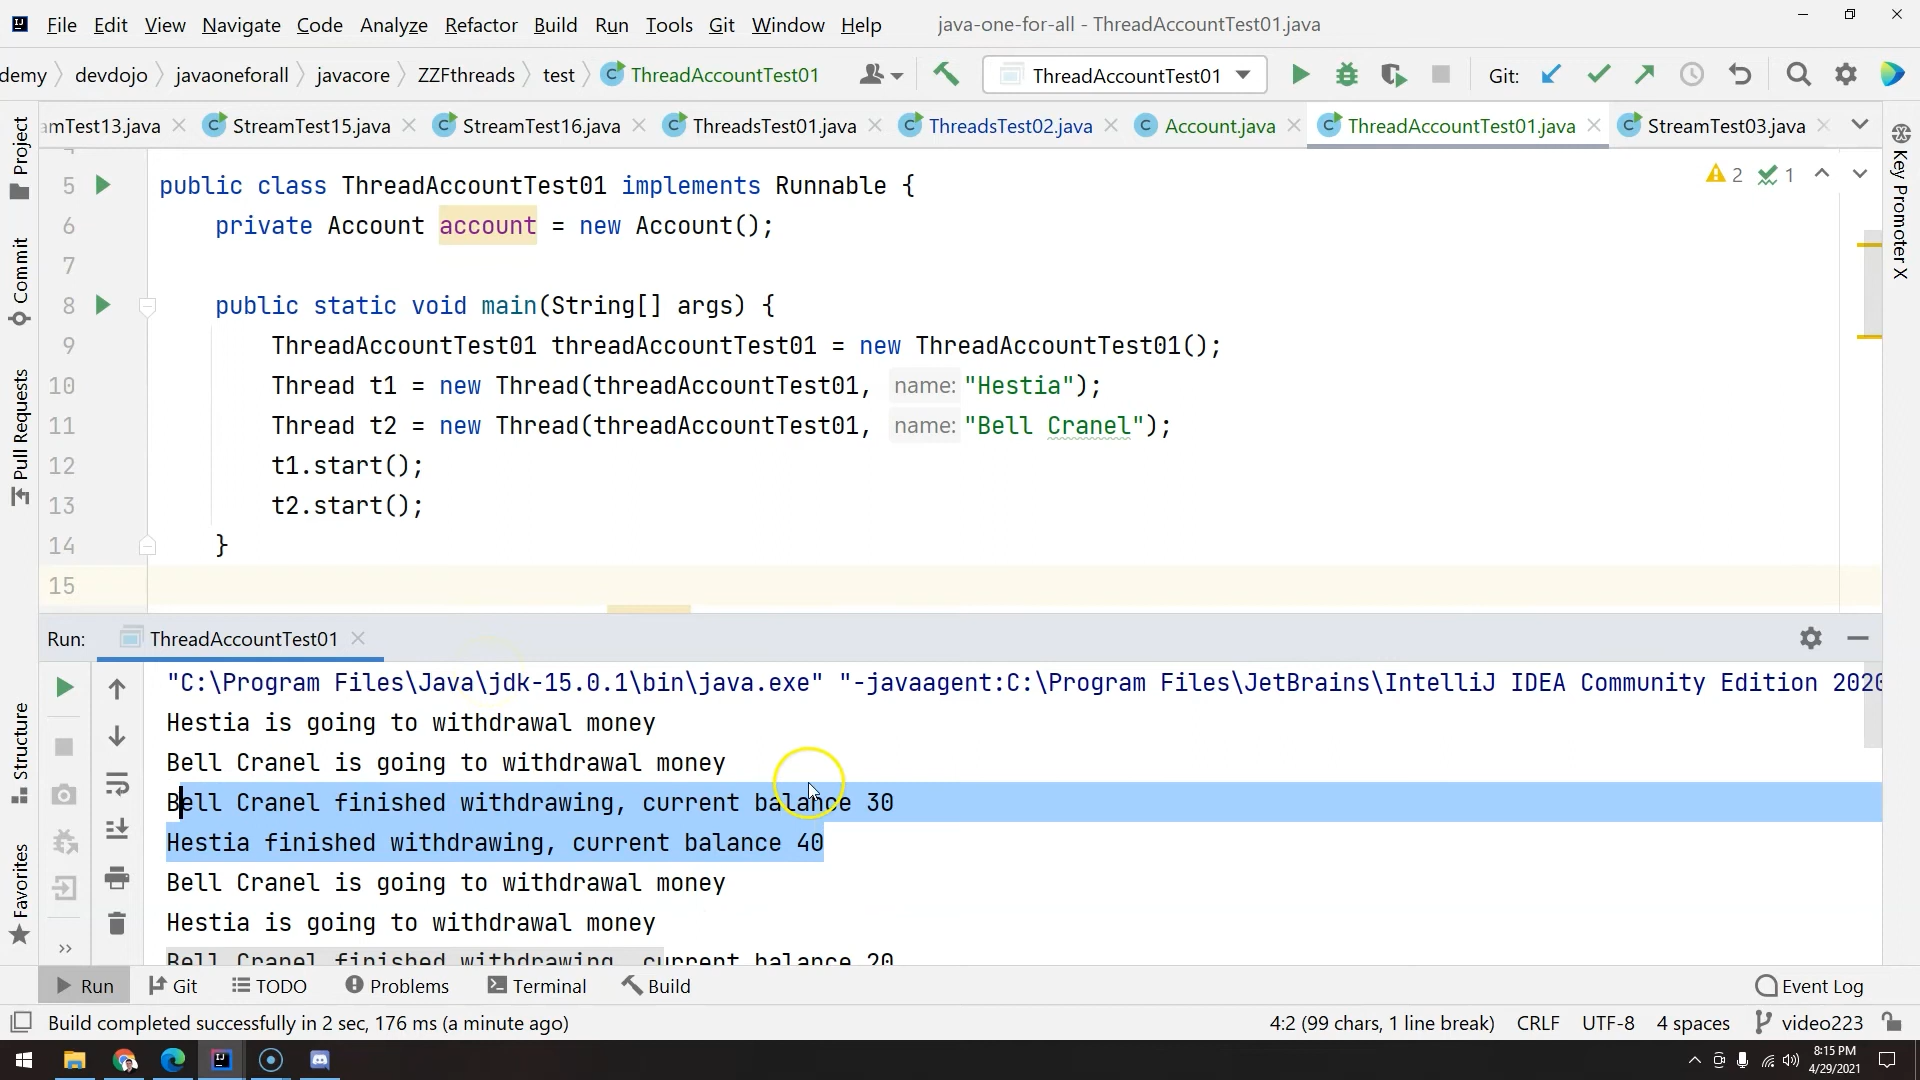 File Edit View Navigate Code Analyze Refactor Build Run Tools Git Window Help java-one-for-all - ThreadAccountTest01.java
demy devdojo javaoneforall javacore ZZFthreads test ThreadAccountTest01 ThreadAccountTest01 Git:
mTest13.java StreamTest15.java StreamTest16.java ThreadsTest01.java ThreadsTest02.java Account.java ThreadAccountTest01.java StreamTest03.java
Project
Commit
Pull Requests
Structure
Favorites
Key Promoter X
2 1
5 public class ThreadAccountTest01 implements Runnable {
6 private Account account = new Account();
7
8 public static void main(String[] args) {
9 ThreadAccountTest01 threadAccountTest01 = new ThreadAccountTest01();
10 Thread t1 = new Thread(threadAccountTest01, name: "Hestia");
11 Thread t2 = new Thread(threadAccountTest01, name: "Bell Cranel");
12 t1.start();
13 t2.start();
14 }
15
Run: ThreadAccountTest01
"C:\Program Files\Java\jdk-15.0.1\bin\java.exe" "-javaagent:C:\Program Files\JetBrains\IntelliJ IDEA Community Edition 2020
Hestia is going to withdrawal money
Bell Cranel is going to withdrawal money
Bell Cranel finished withdrawing, current balance 30
Hestia finished withdrawing, current balance 40
Bell Cranel is going to withdrawal money
Hestia is going to withdrawal money
Bell Cranel finished withdrawing, current balance 20
Run Git TODO Problems Terminal Build Event Log
Build completed successfully in 2 sec, 176 ms (a minute ago) 4:2 (99 chars, 1 line break) CRLF UTF-8 4 spaces video223
8:15 PM
4/29/2021